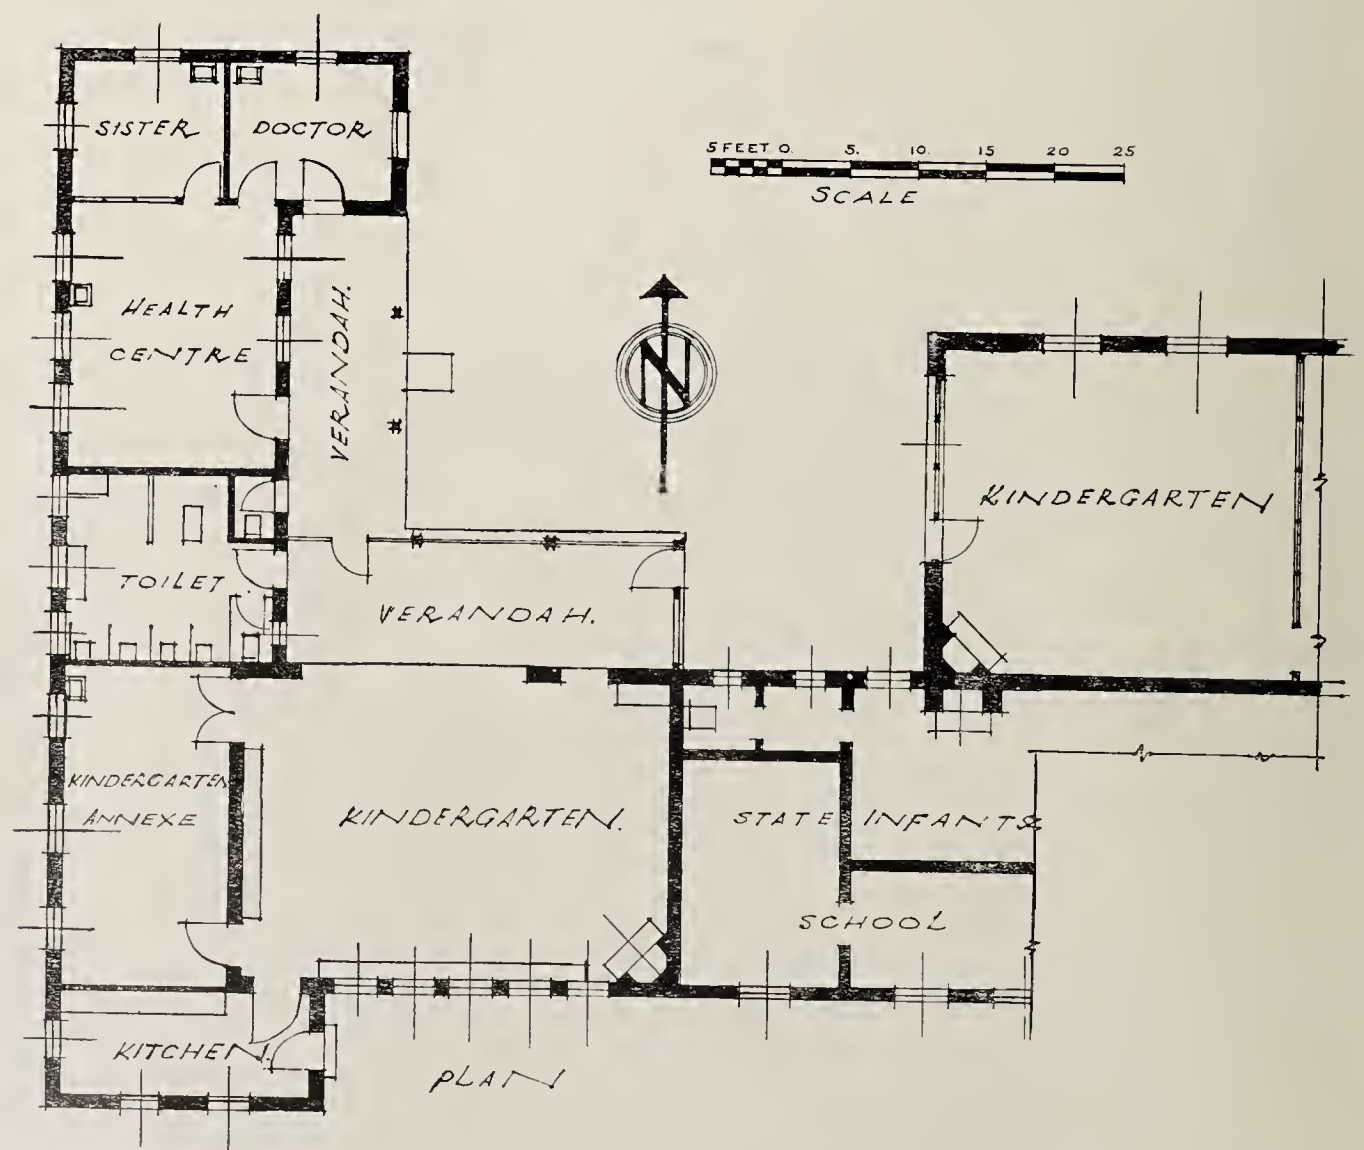 SISTER
DOCTOR
5 FEET 0. 5. 10. 15 20 25
SCALE
HEALTH
CENTRE
VERANDAH.
N
KINDERGARTEN
TOILET
VERANDAH.
KINDERGARTEN
ANNEXE
KINDERGARTEN.
STATE INFANTS
SCHOOL
KITCHEN.
PLAN